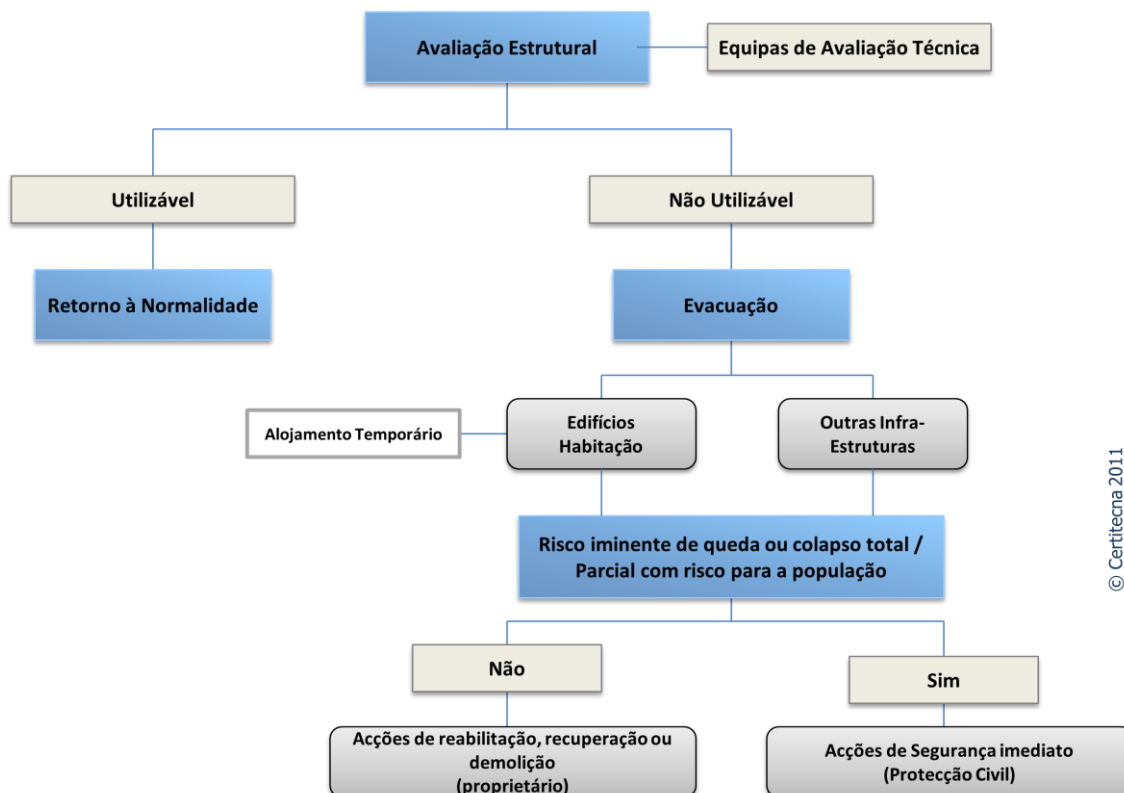 Avaliação Estrutural
Equipas de Avaliação Técnica
Utilizável
Não Utilizável
Retorno à Normalidade
Evacuação
Alojamento Temporário
Edifícios
Habitação
Outras Infra-
Estruturas
Risco iminente de queda ou colapso total /
Parcial com risco para a população
Não
Sim
Acções de reabilitação, recuperação ou
demolição
(proprietário)
Acções de Segurança imediato
(Protecção Civil)
© Certitecna 2011